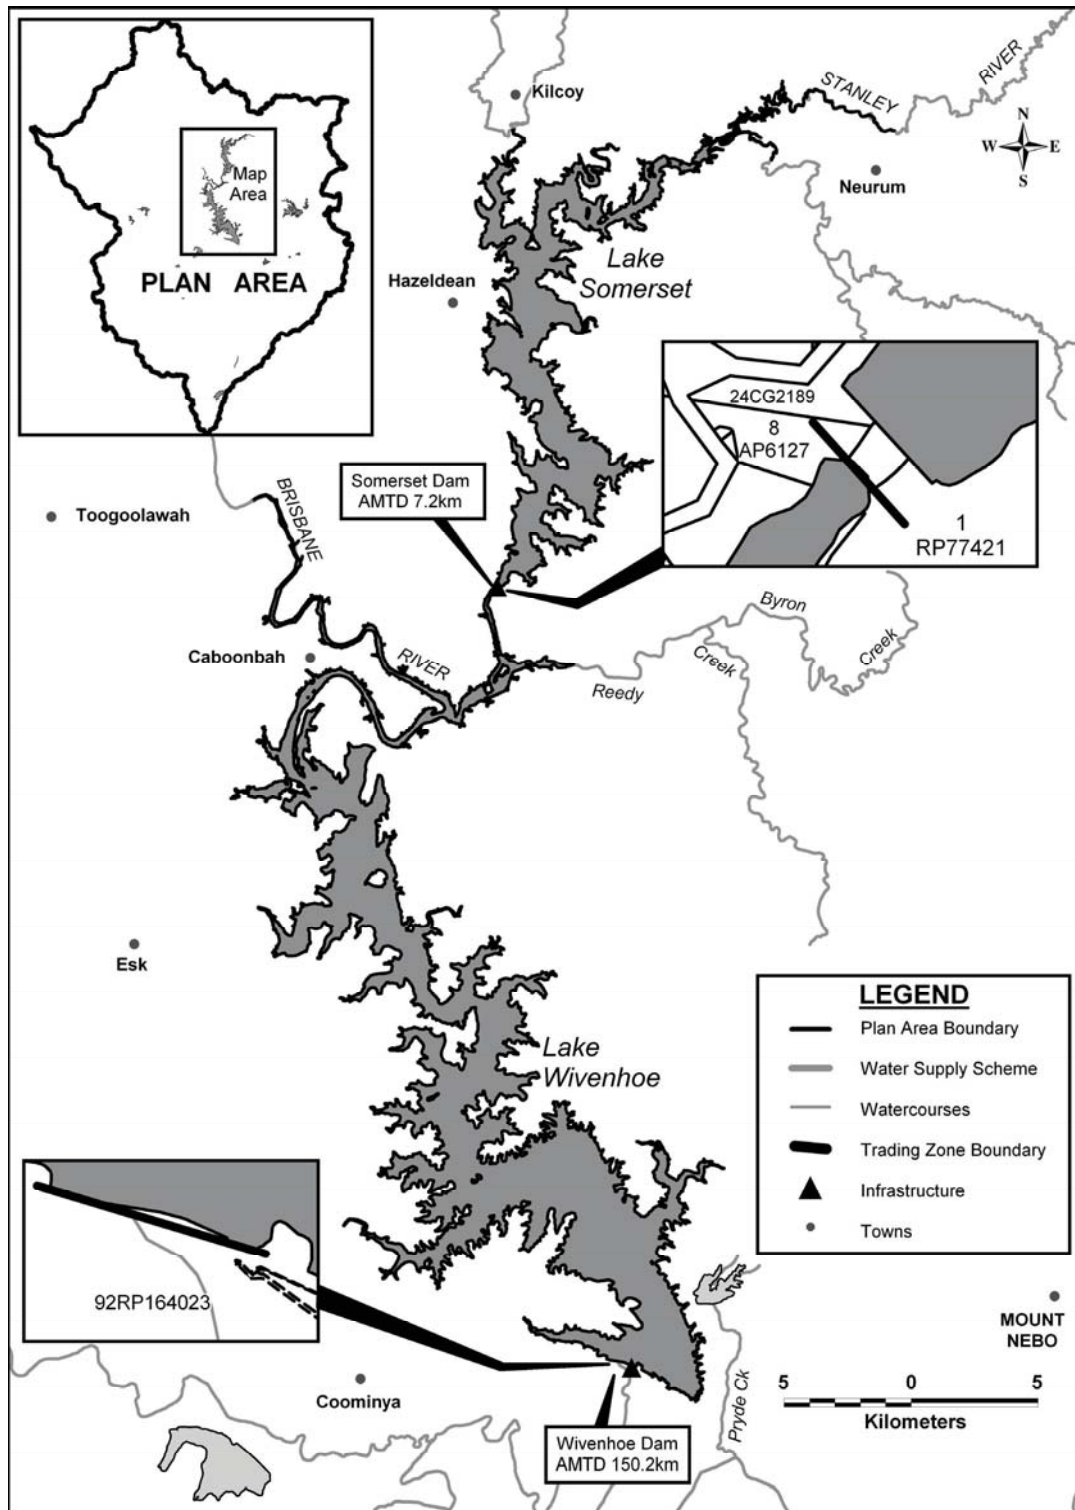 Kilcoy
STANLEY
RIVER
N
W
E
S
Neurum
Map
Area
PLAN AREA
Hazeldean
Lake
Somerset
24CG2189
8
AP6127
1
RP77421
Somerset Dam
AMTD 7.2km
Toogoolawah
BRISBANE
RIVER
Caboonbah
Byron
Creek
Creek
Reedy
Esk
Lake
Wivenhoe
LEGEND
Plan Area Boundary
Water Supply Scheme
Watercourses
Trading Zone Boundary
Infrastructure
Towns
92RP164023
MOUNT
NEBO
Coominya
Pryde Ck
5 0 5
Kilometers
Wivenhoe Dam
AMTD 150.2km